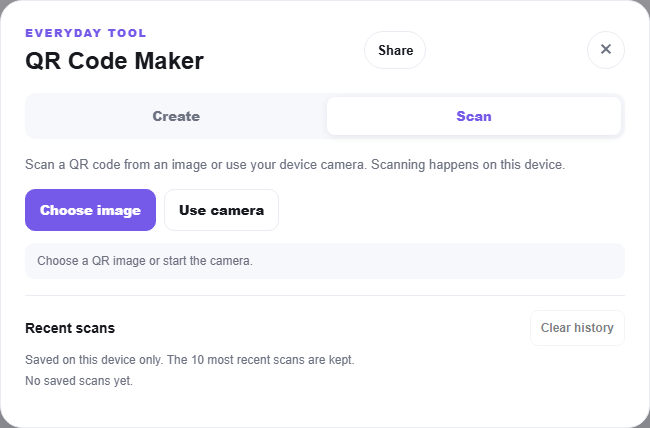 EVERYDAY TOOL
QR Code Maker
Share
✕
Create
Scan
Scan a QR code from an image or use your device camera. Scanning happens on this device.
Choose image
Use camera
Choose a QR image or start the camera.
Recent scans
Clear history
Saved on this device only. The 10 most recent scans are kept.
No saved scans yet.